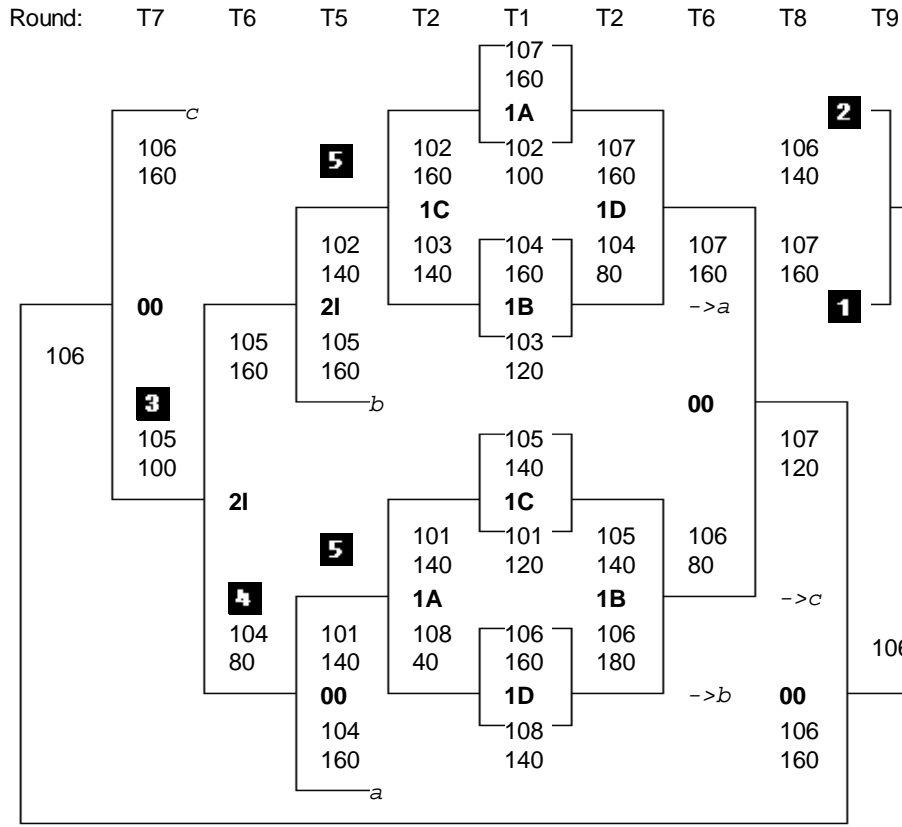 Round: T7 T6 T5 T2 T1 T2 T6 T8 T9
107
160
c 1A 2
106 5 102 102 107 106
160 160 100 160 140
1C 1D
102 103 104 104 107 107
140 140 160 80 160 160
00 2I 1B ->a 1
106 105 105 103
160 160 120
3 b 00
105 105 107
100 140 120
2I 1C
5 101 101 105 106
140 120 140 80
4 1A 1B ->c
104 101 108 106 106 106
80 140 40 160 180
00 1D ->b 00
104 108 106
160 140 160
a